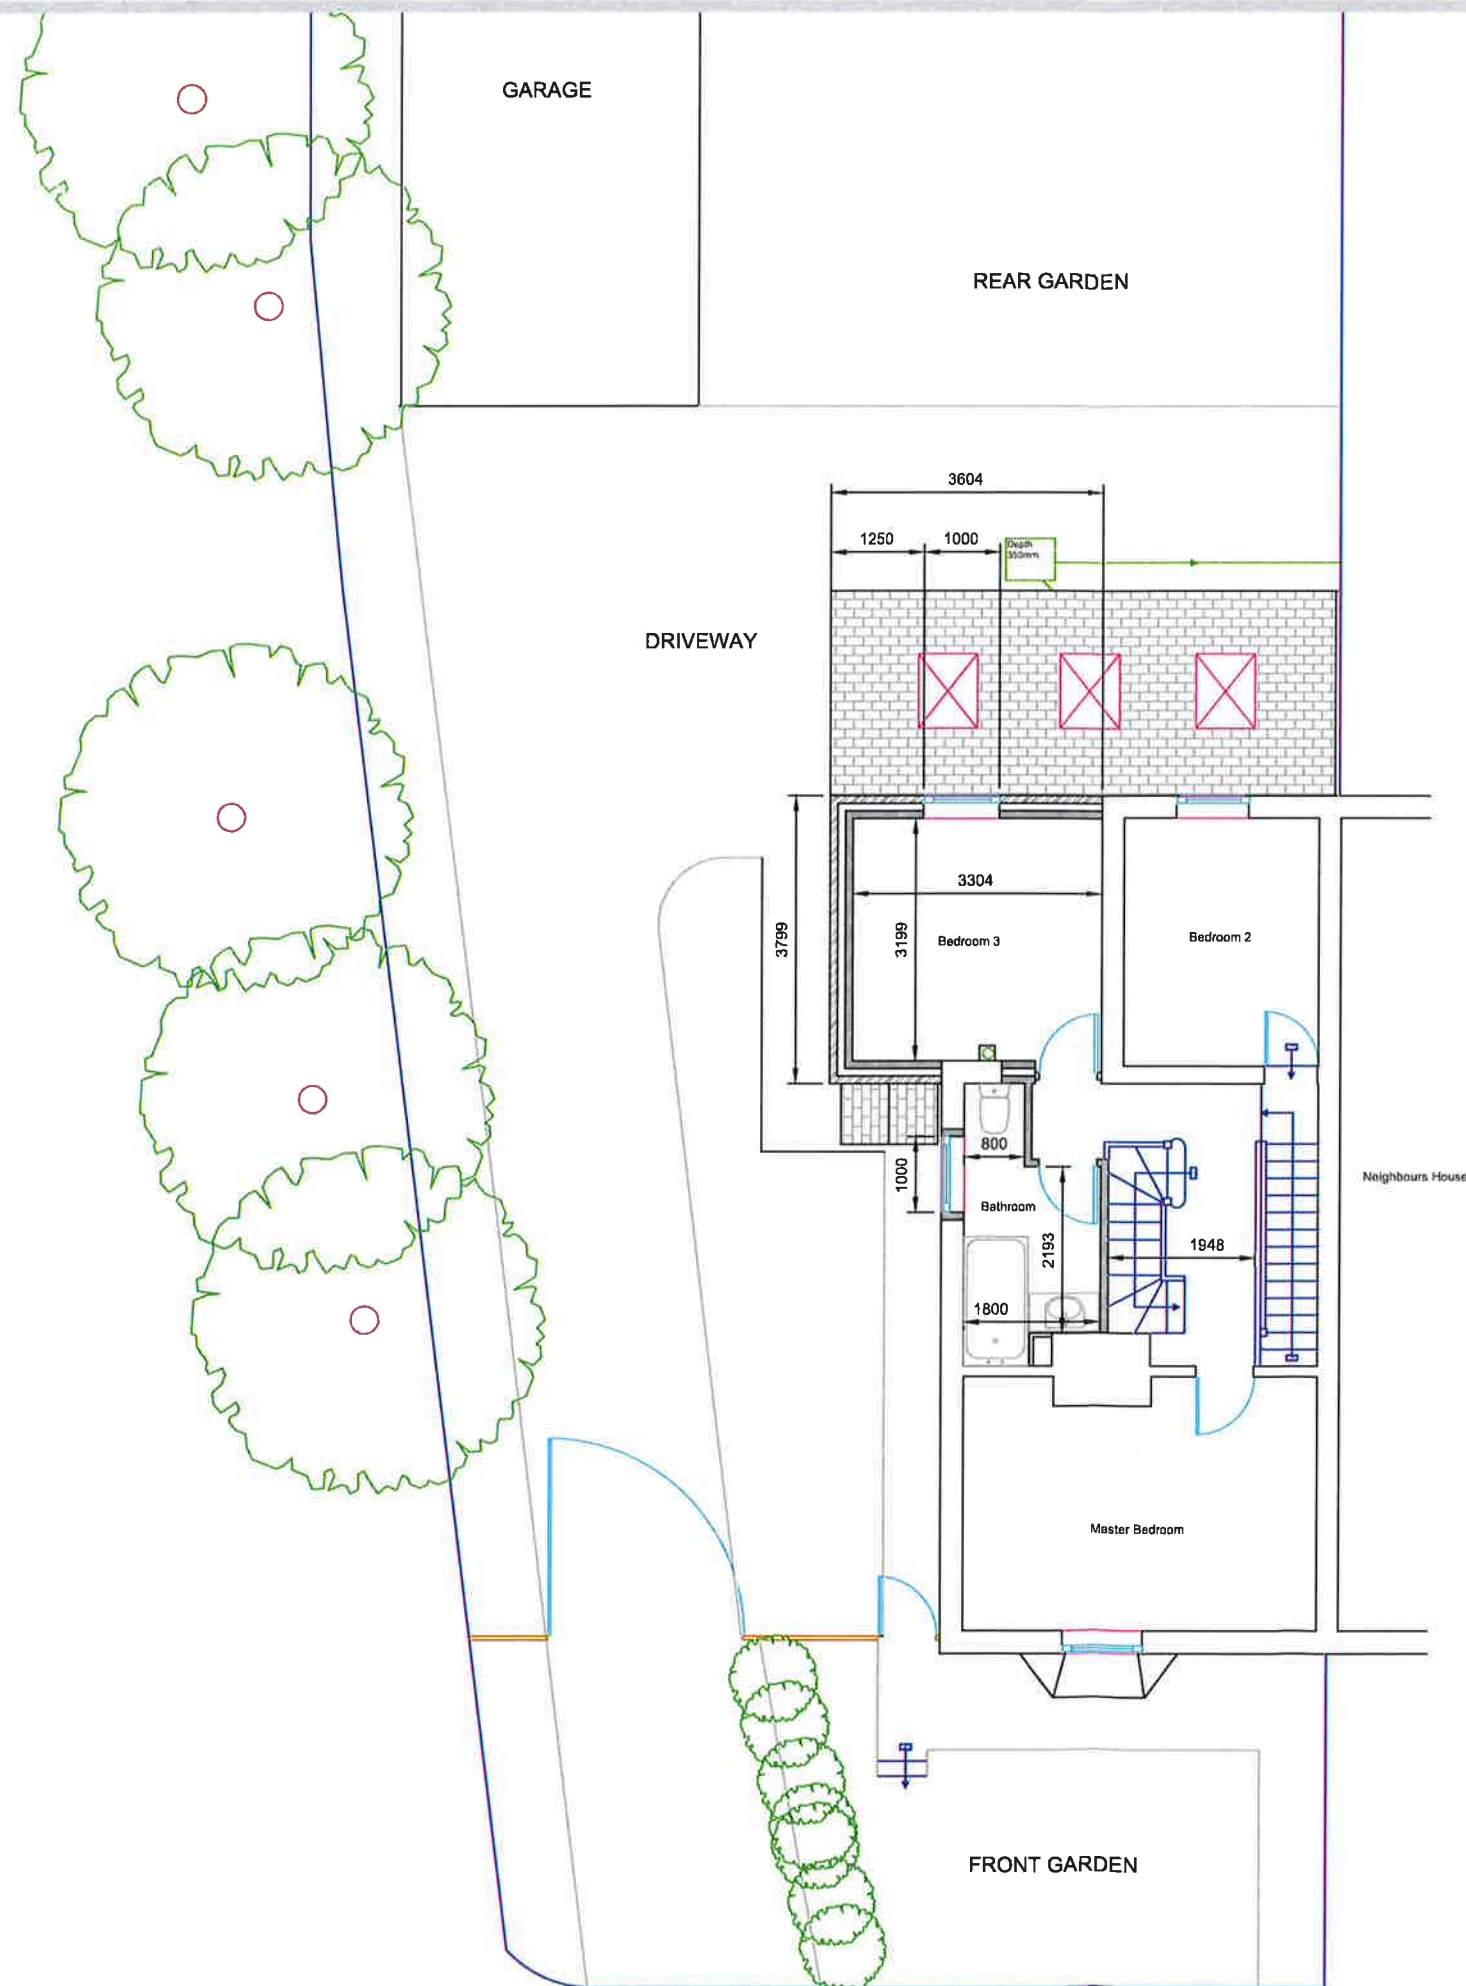 GARAGE
REAR GARDEN
3604
1250
1000
Depth
350mm
DRIVEWAY
3304
3799
3199
Bedroom 3
Bedroom 2
800
1000
Neighbours House
Bathroom
2193
1948
1800
Master Bedroom
FRONT GARDEN